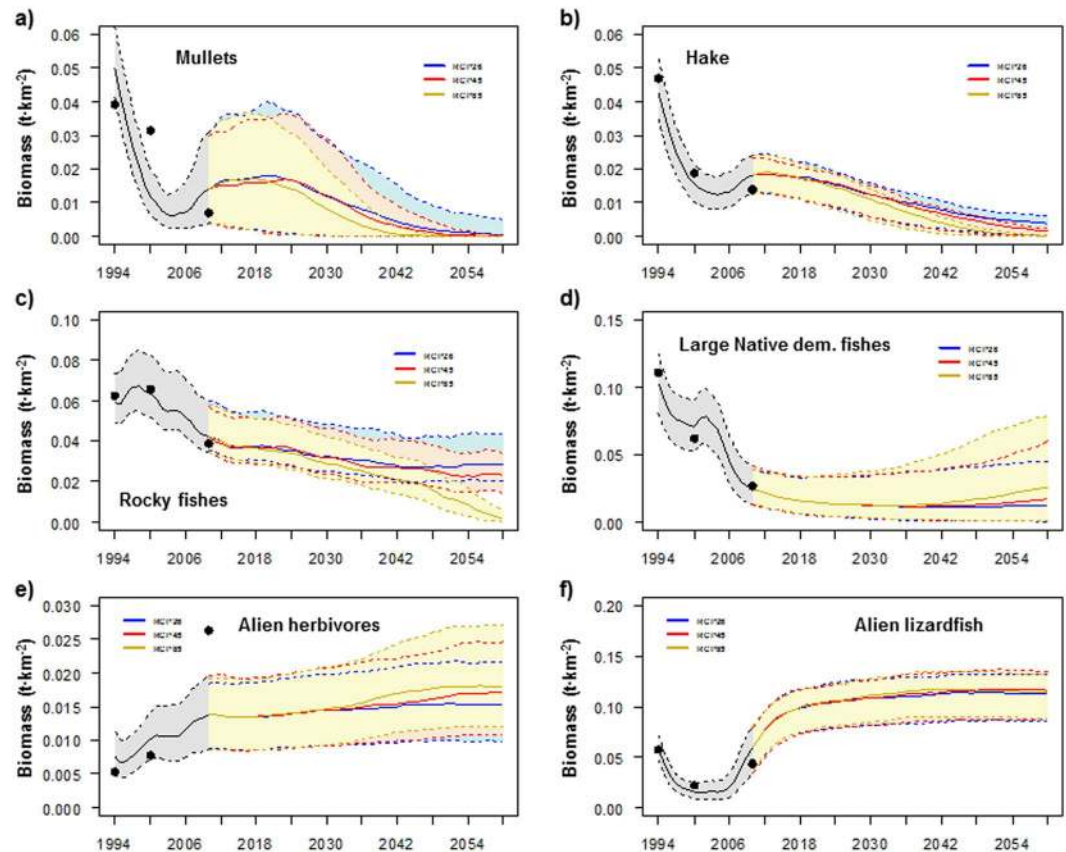 a)
Mullets
Biomass (t·km-2)
0.06
0.05
0.04
0.03
0.02
0.01
0.00
1994 2006 2018 2030 2042 2054
b)
Hake
Biomass (t·km-2)
0.06
0.05
0.04
0.03
0.02
0.01
0.00
1994 2006 2018 2030 2042 2054
c)
Rocky fishes
Biomass (t·km-2)
0.10
0.08
0.06
0.04
0.02
0.00
1994 2006 2018 2030 2042 2054
d)
Large Native dem. fishes
Biomass (t·km-2)
0.15
0.10
0.05
0.00
1994 2006 2018 2030 2042 2054
e)
Alien herbivores
Biomass (t·km-2)
0.030
0.025
0.020
0.015
0.010
0.005
0.000
1994 2006 2018 2030 2042 2054
f)
Alien lizardfish
Biomass (t·km-2)
0.20
0.15
0.10
0.05
0.00
1994 2006 2018 2030 2042 2054